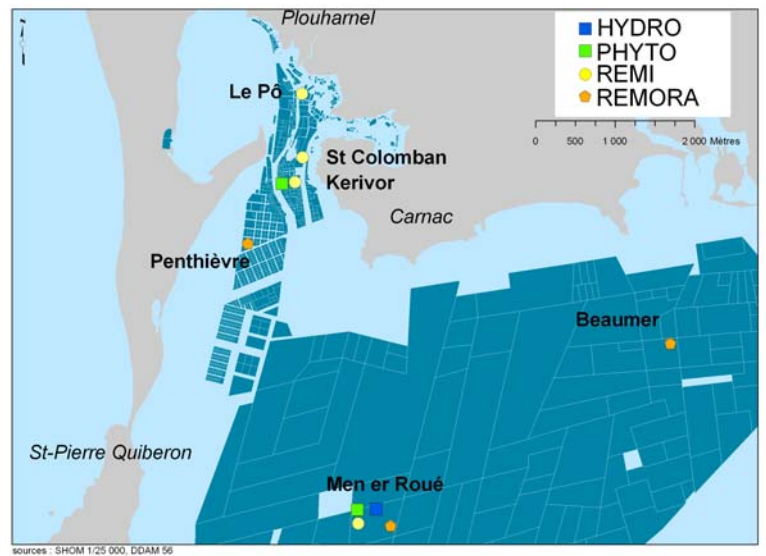 Plouharnel
HYDRO
PHYTO
REMI
REMORA
Le Pô
0 500 1 000 2 000 Mètres
St Colomban
Kerivor
Carnac
Penthièvre
Beaumer
St-Pierre Quiberon
Men er Roué
sources : SHOM 1/25 000, DDAM 56